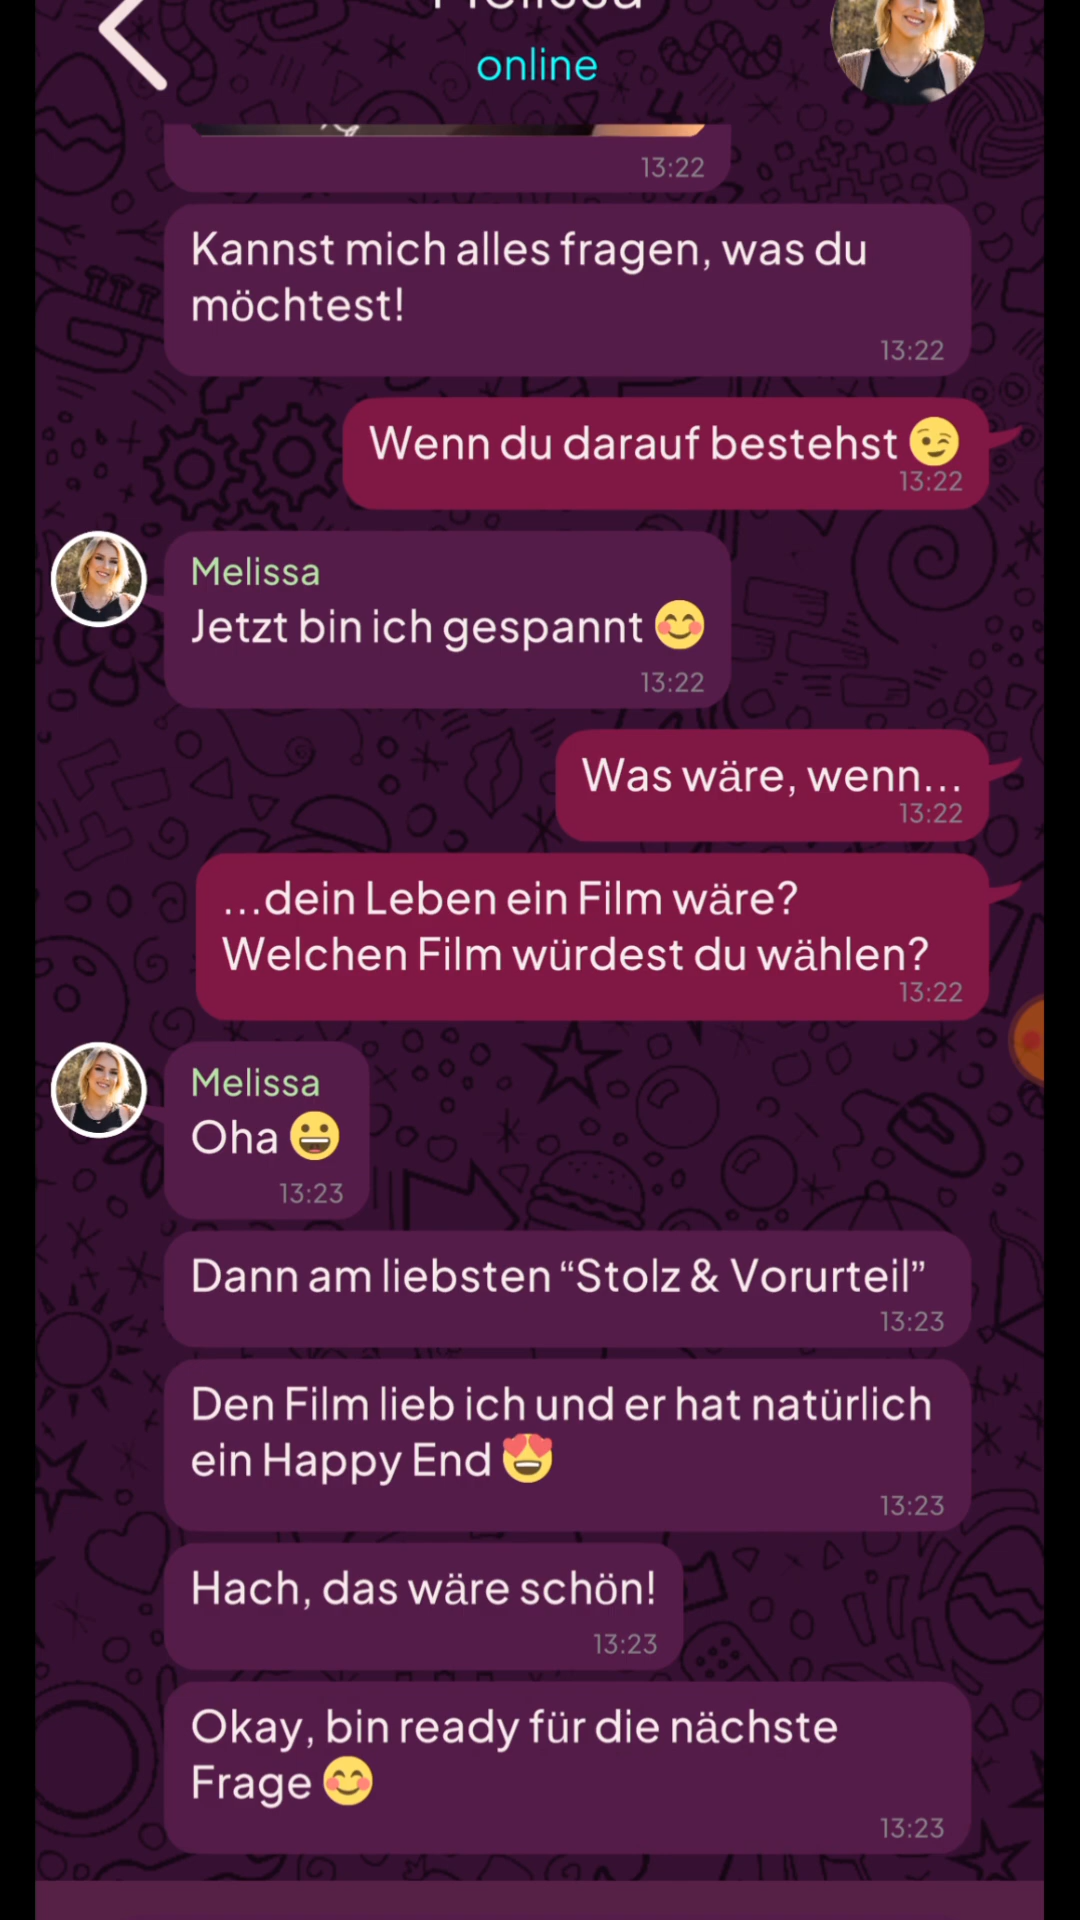 Melissa
online
13:22
Kannst mich alles fragen, was du
möchtest!
13:22
Wenn du darauf bestehst 😉
13:22
Melissa
Jetzt bin ich gespannt 😊
13:22
Was wäre, wenn...
13:22
...dein Leben ein Film wäre?
Welchen Film würdest du wählen?
13:22
Melissa
Oha 😀
13:23
Dann am liebsten “Stolz & Vorurteil”
13:23
Den Film lieb ich und er hat natürlich
ein Happy End 😍
13:23
Hach, das wäre schön!
13:23
Okay, bin ready für die nächste
Frage 😊
13:23